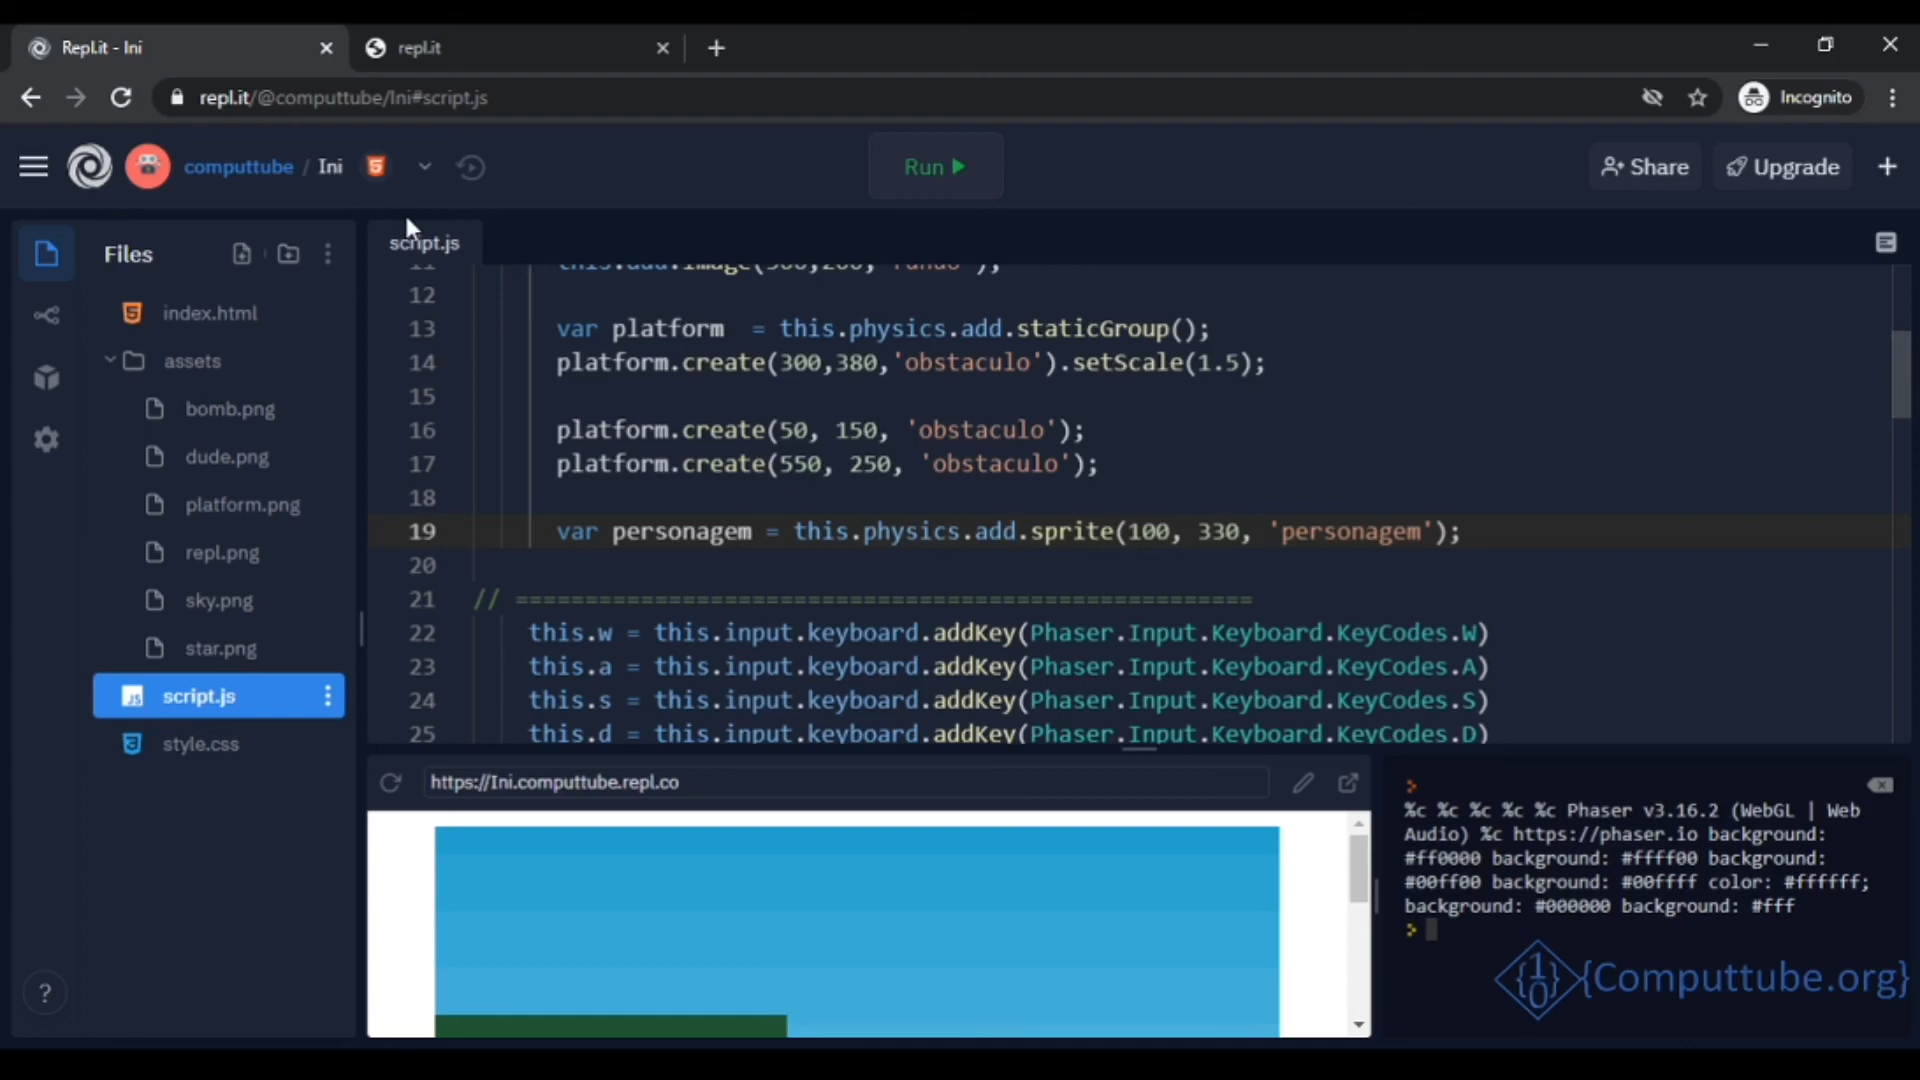 Repl.it - Ini
repl.it
repl.it/@computtube/Ini#script.js
Incognito
computtube / Ini
Run
Share
Upgrade
Files
script.js
index.html
assets
bomb.png
dude.png
platform.png
repl.png
sky.png
star.png
script.js
style.css
12
13 var platform = this.physics.add.staticGroup();
14 platform.create(300,380,'obstaculo').setScale(1.5);
15
16 platform.create(50, 150, 'obstaculo');
17 platform.create(550, 250, 'obstaculo');
18
19 var personagem = this.physics.add.sprite(100, 330, 'personagem');
20
21 // =====================================================
22 this.w = this.input.keyboard.addKey(Phaser.Input.Keyboard.KeyCodes.W)
23 this.a = this.input.keyboard.addKey(Phaser.Input.Keyboard.KeyCodes.A)
24 this.s = this.input.keyboard.addKey(Phaser.Input.Keyboard.KeyCodes.S)
25 this.d = this.input.keyboard.addKey(Phaser.Input.Keyboard.KeyCodes.D)
https://Ini.computtube.repl.co
%c %c %c %c %c Phaser v3.16.2 (WebGL | Web
Audio) %c https://phaser.io background:
#ff0000 background: #ffff00 background:
#00ff00 background: #00ffff color: #ffffff;
background: #000000 background: #fff
{Computtube.org}